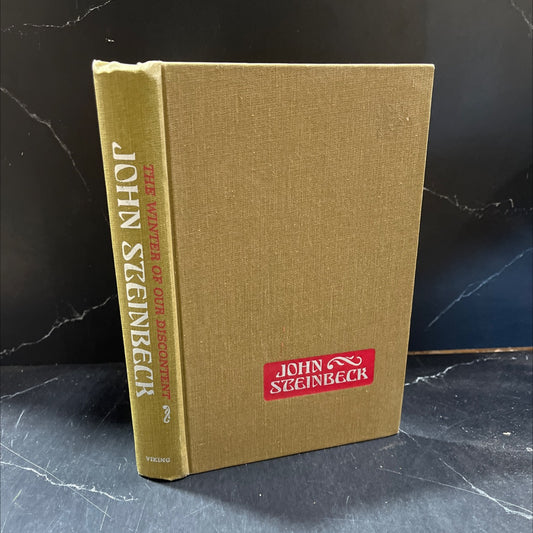 THE WINTER OF OUR DISCONTENT
JOHN STEINBECK
VIKING
JOHN
STEINBECK